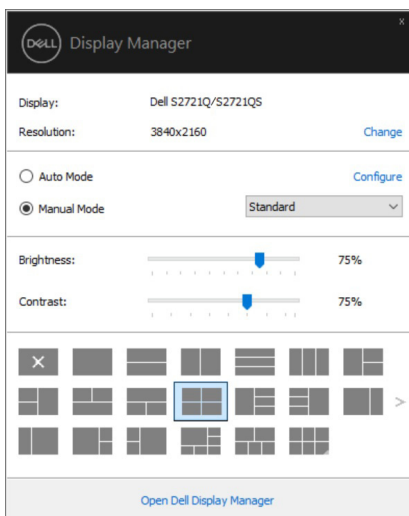 x
DELL Display Manager
Display: Dell S2721Q/S2721QS
Resolution: 3840x2160 Change
Auto Mode Configure
Manual Mode Standard
Brightness: 75%
Contrast: 75%
Open Dell Display Manager